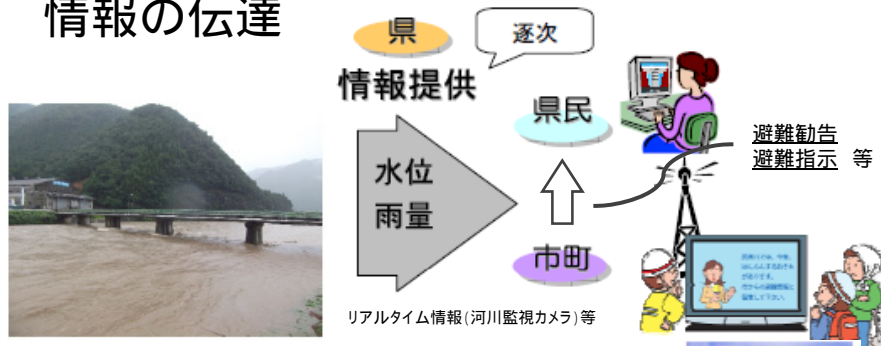 情報の伝達
県
逐次
情報提供
県民
水位
雨量
市町
避難勧告
避難指示 等
リアルタイム情報(河川監視カメラ)等